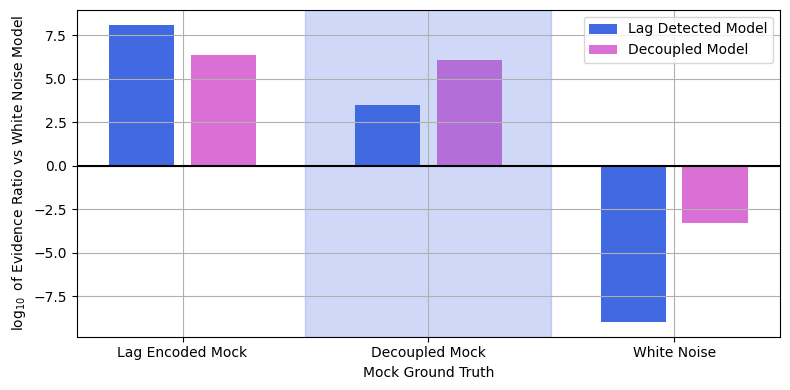 log₁₀ of Evidence Ratio vs White Noise Model
7.5
5.0
2.5
0.0
−2.5
−5.0
−7.5
Lag Detected Model
Decoupled Model
Lag Encoded Mock
Decoupled Mock
White Noise
Mock Ground Truth